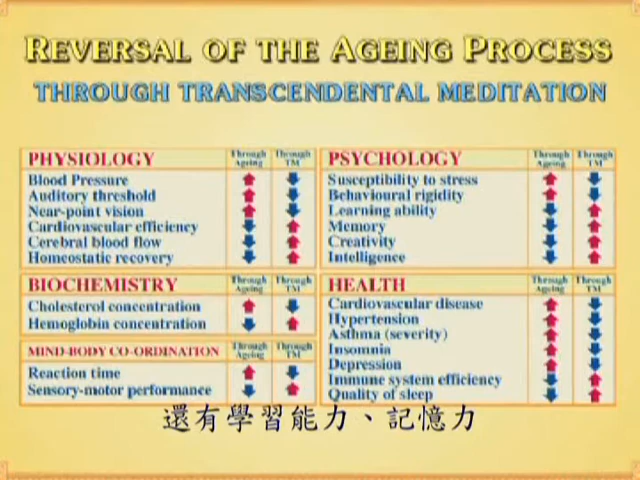 REVERSAL OF THE AGEING PROCESS
THROUGH TRANSCENDENTAL MEDITATION
PHYSIOLOGY Through Ageing Through TM
Blood Pressure
Auditory threshold
Near-point vision
Cardiovascular efficiency
Cerebral blood flow
Homeostatic recovery
BIOCHEMISTRY Through Ageing Through TM
Cholesterol concentration
Hemoglobin concentration
MIND-BODY CO-ORDINATION Through Ageing Through TM
Reaction time
Sensory-motor performance
PSYCHOLOGY Through Ageing Through TM
Susceptibility to stress
Behavioural rigidity
Learning ability
Memory
Creativity
Intelligence
HEALTH Through Ageing Through TM
Cardiovascular disease
Hypertension
Asthma (severity)
Insomnia
Depression
Immune system efficiency
Quality of sleep
還有學習能力、記憶力